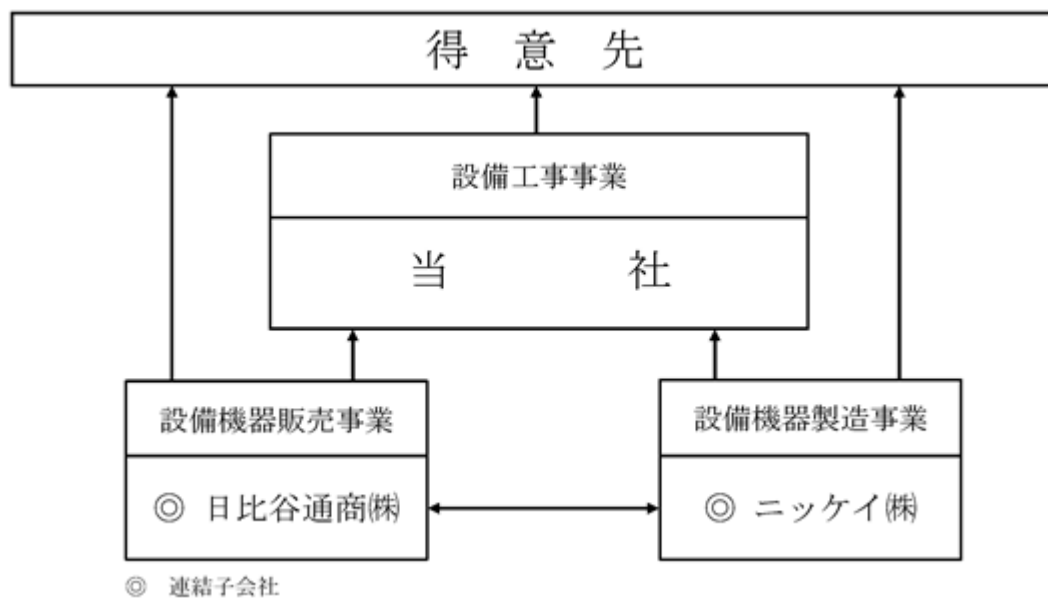 得意先
設備工事事業
当社
設備機器販売事業
設備機器製造事業
◎ 日比谷通商㈱
◎ ニッケイ㈱
◎ 連結子会社